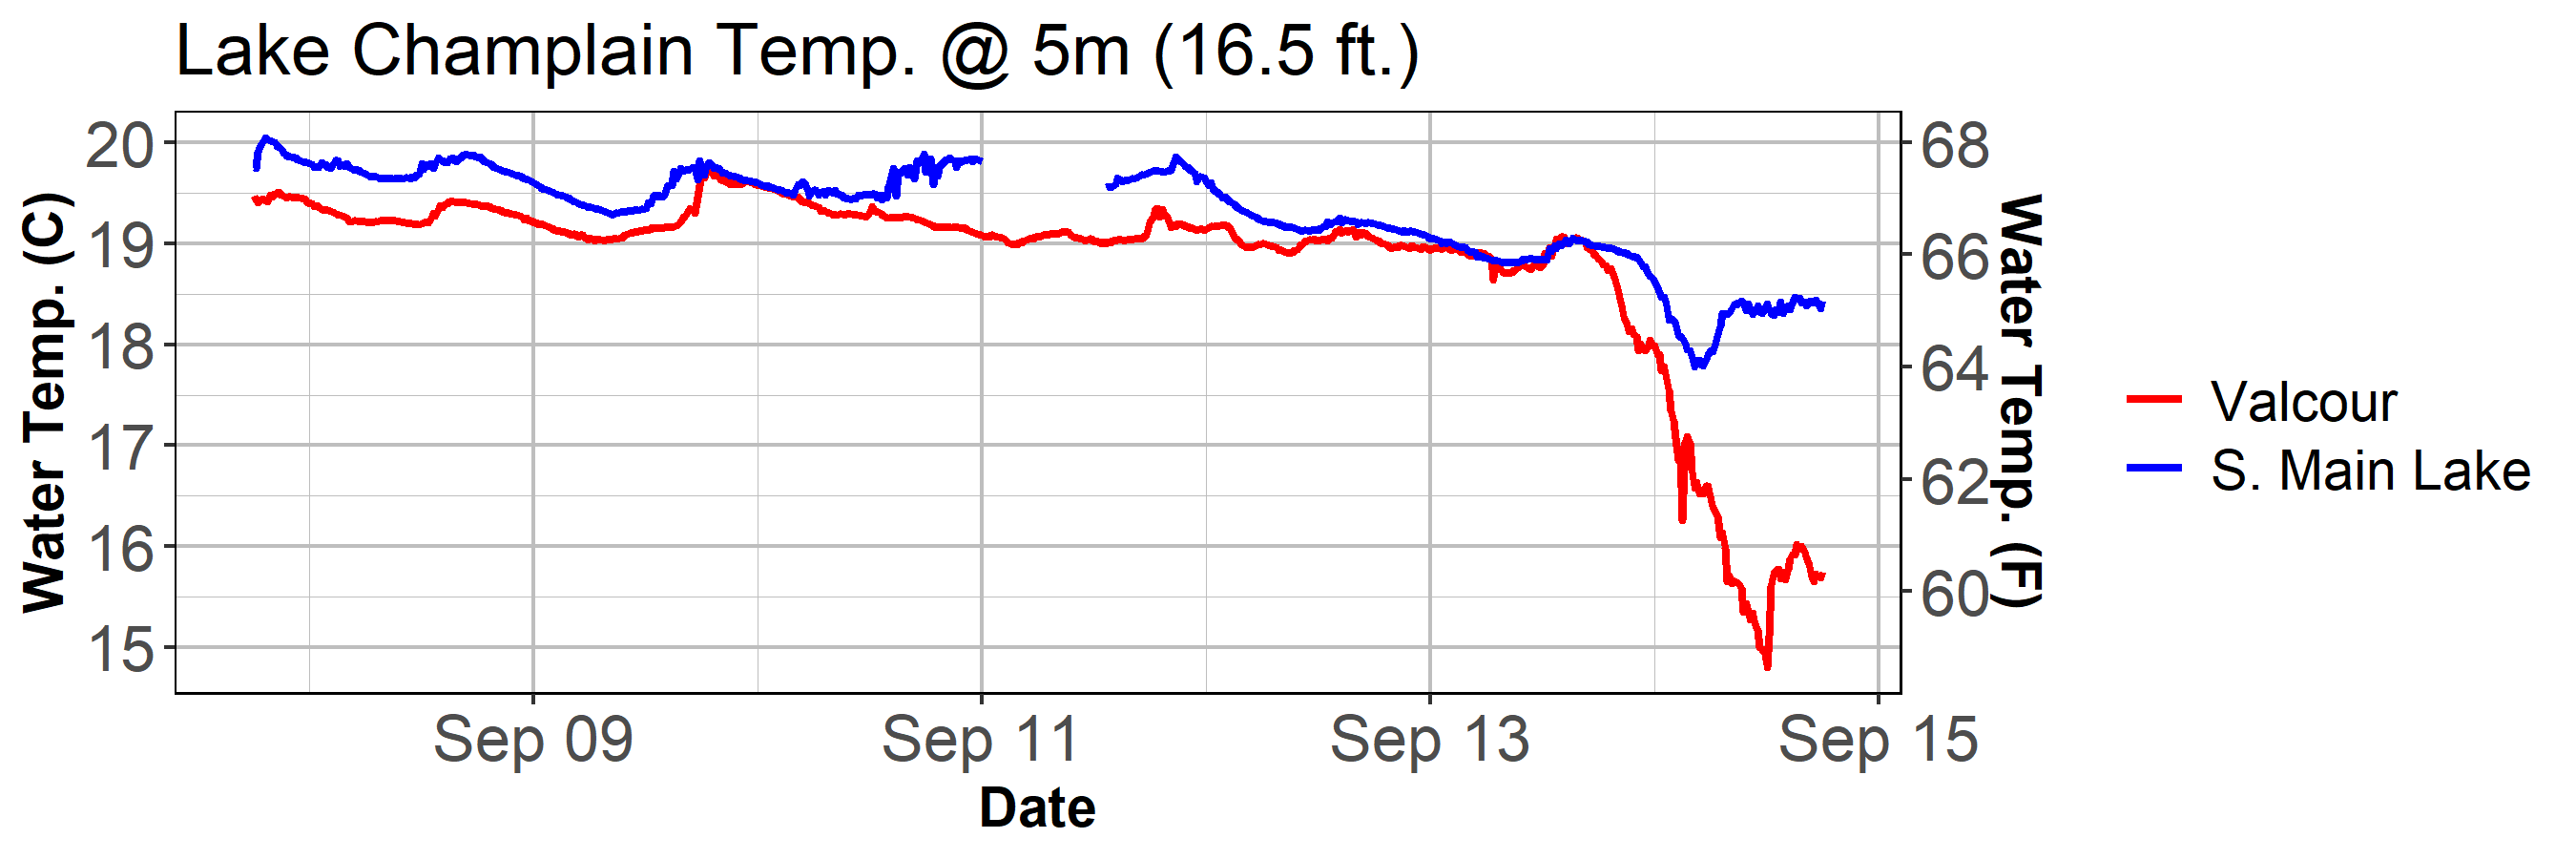 Lake Champlain Temp. @ 5m (16.5 ft.)
Water Temp. (C)
20
19
18
17
16
15
68
66
64
62
60
Water Temp. (F)
Sep 09
Sep 11
Sep 13
Sep 15
Date
Valcour
S. Main Lake